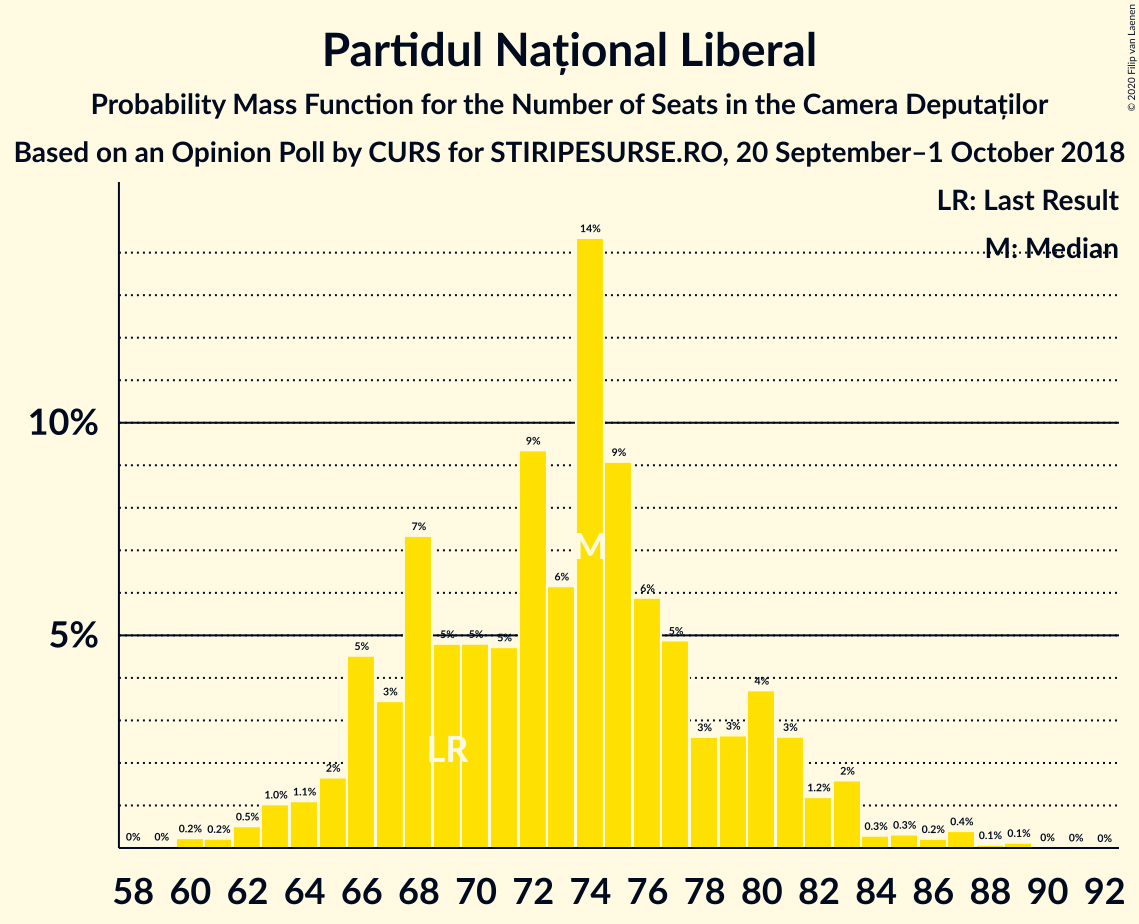 Partidul Național Liberal
Probability Mass Function for the Number of Seats in the Camera Deputaților
Based on an Opinion Poll by CURS for STIRIPESURSE.RO, 20 September–1 October 2018
© 2020 Filip van Laenen
LR: Last Result
M: Median
10%
5%
0% 0% 0.2% 0.2% 0.5% 1.0% 1.1% 2% 5% 3% 7% 5% 5% 5% 9% 6% 14% 9% 6% 5% 3% 3% 4% 3% 1.2% 2% 0.3% 0.3% 0.2% 0.4% 0.1% 0.1% 0% 0% 0%
M
LR
58 60 62 64 66 68 70 72 74 76 78 80 82 84 86 88 90 92